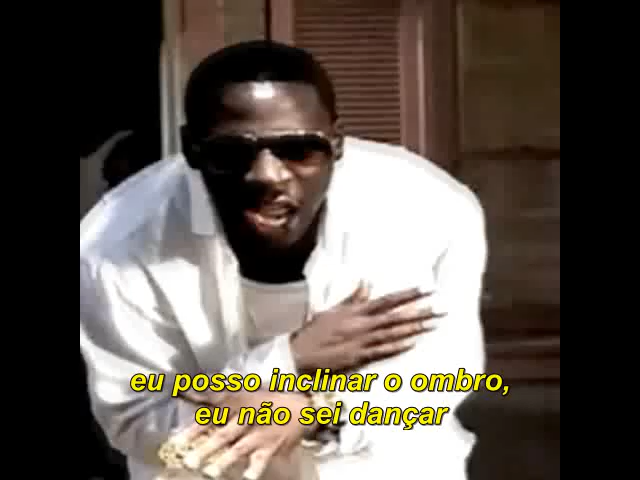 eu posso inclinar o ombro,
eu não sei dançar